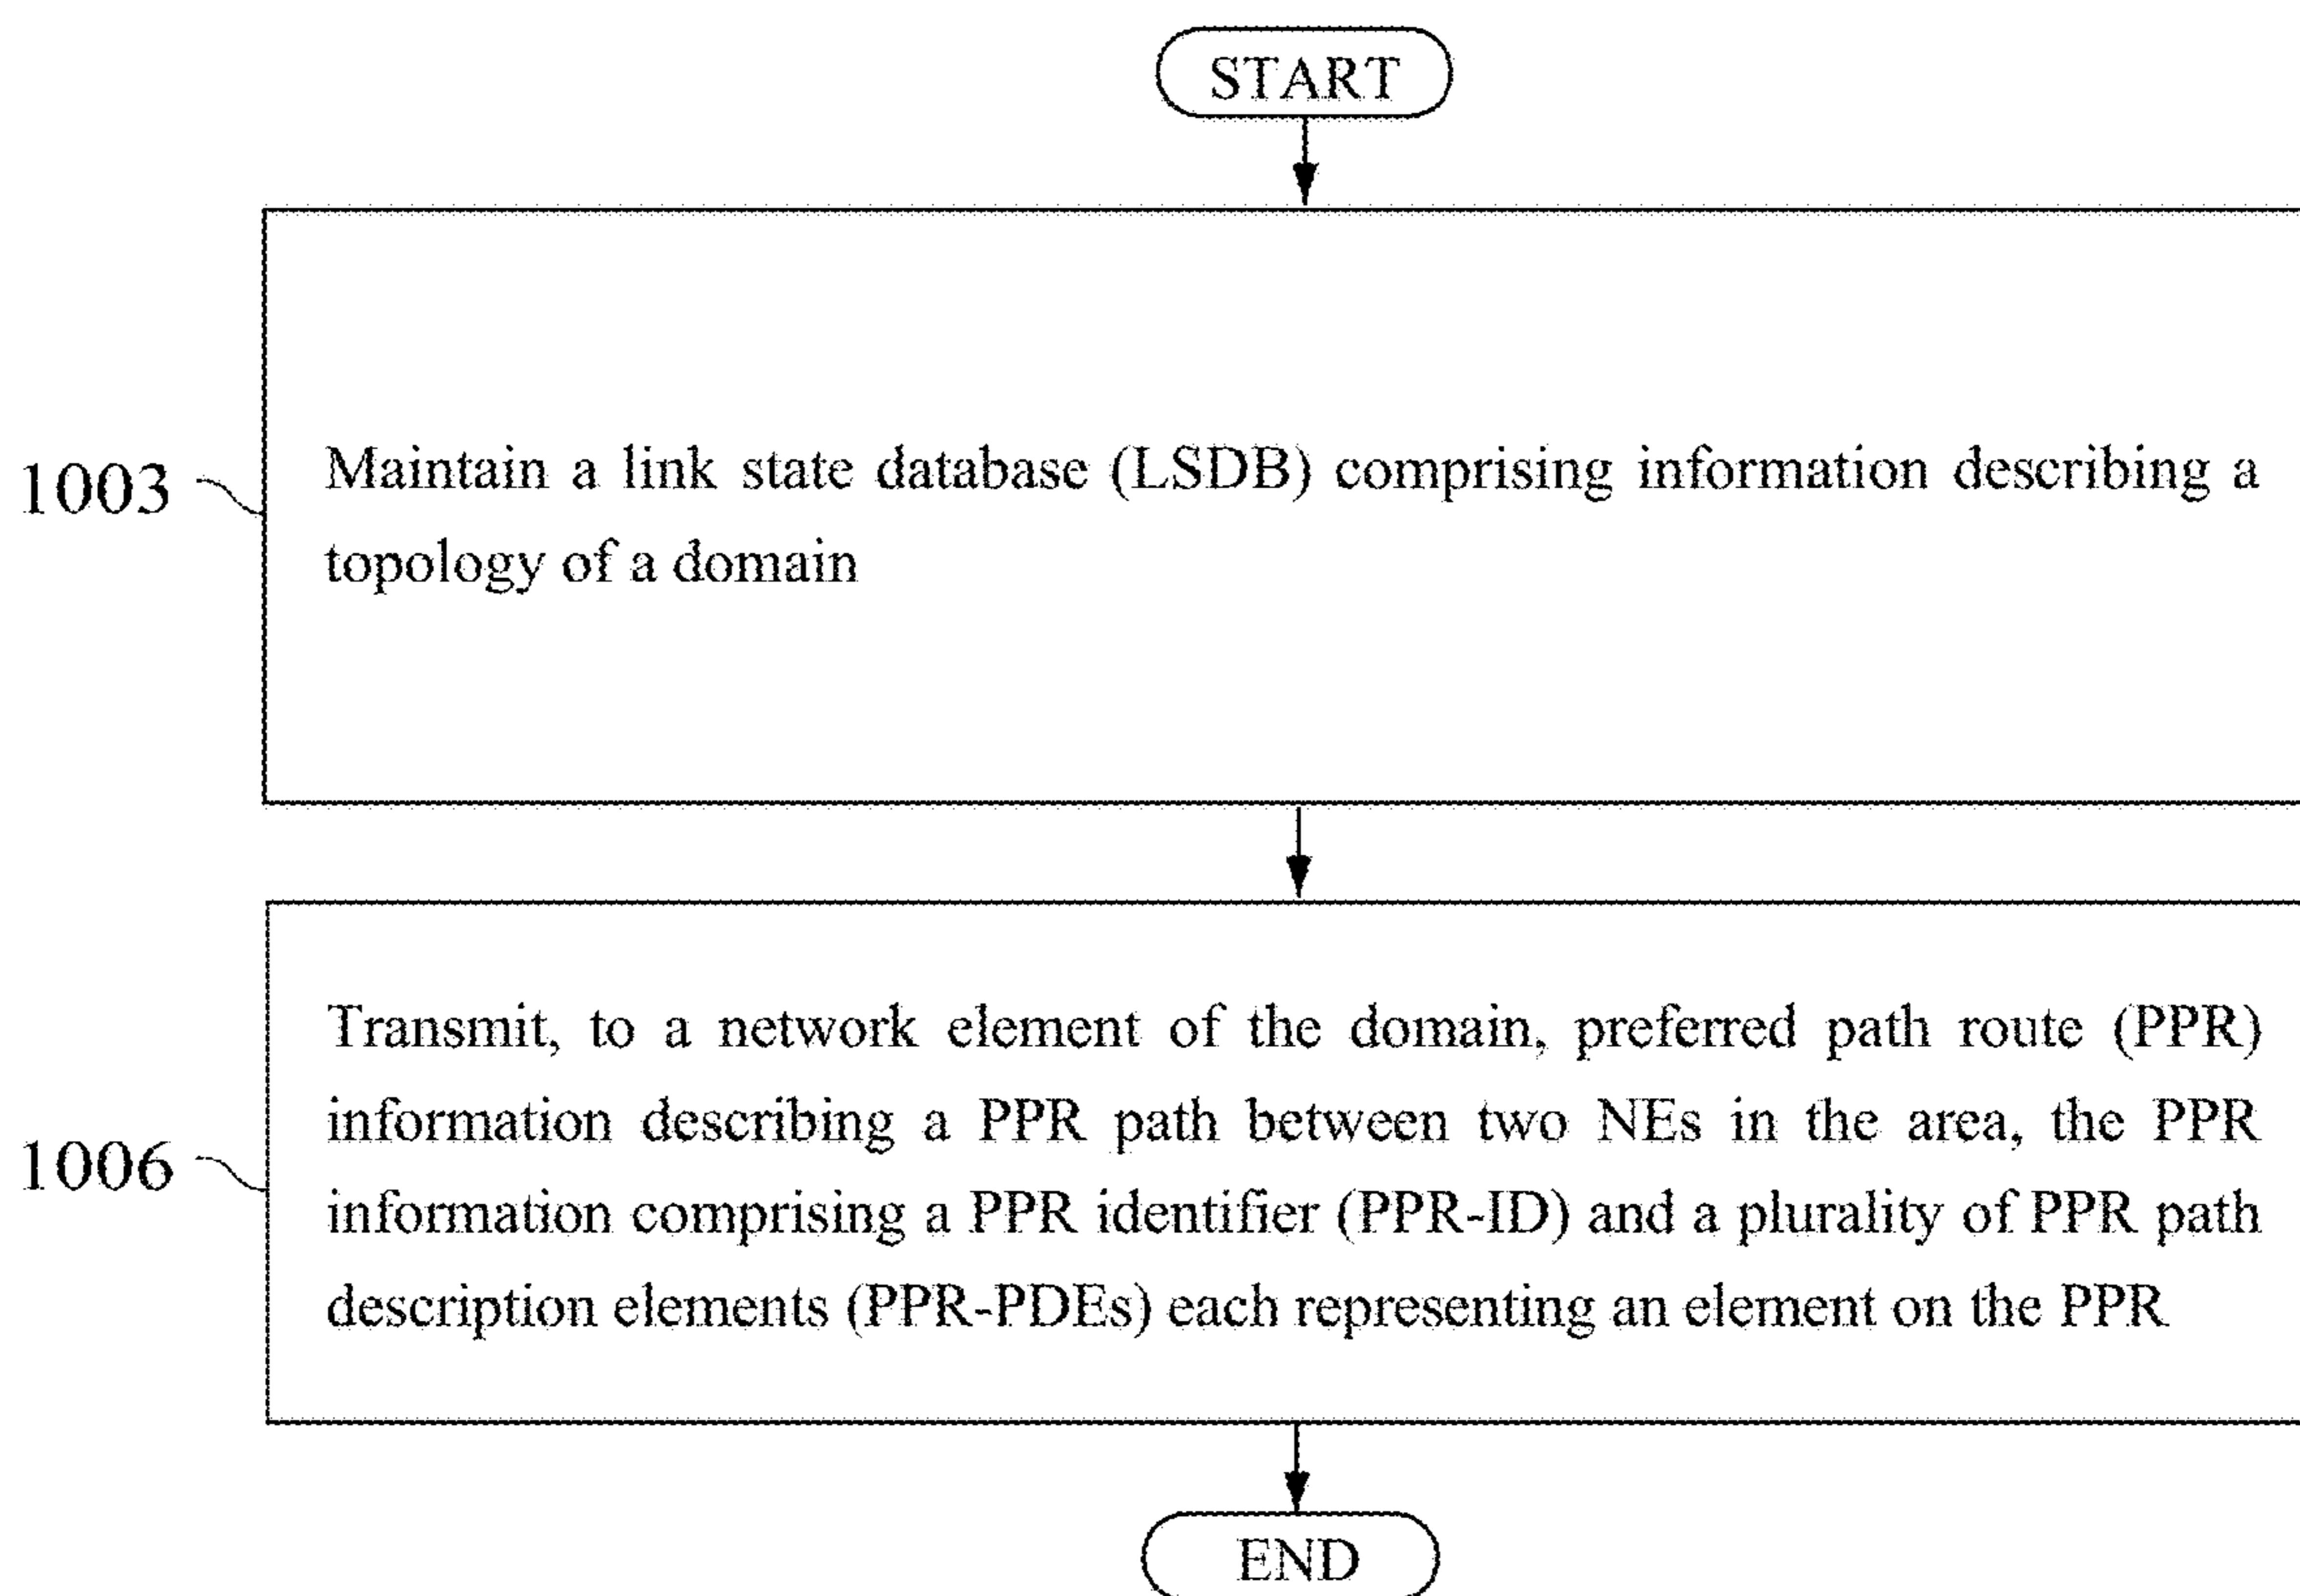 START
1003
Maintain a link state database (LSDB) comprising information describing a
topology of a domain
1006
Transmit, to a network element of the domain, preferred path route (PPR)
information describing a PPR path between two NEs in the area, the PPR
information comprising a PPR identifier (PPR-ID) and a plurality of PPR path
description elements (PPR-PDEs) each representing an element on the PPR
END